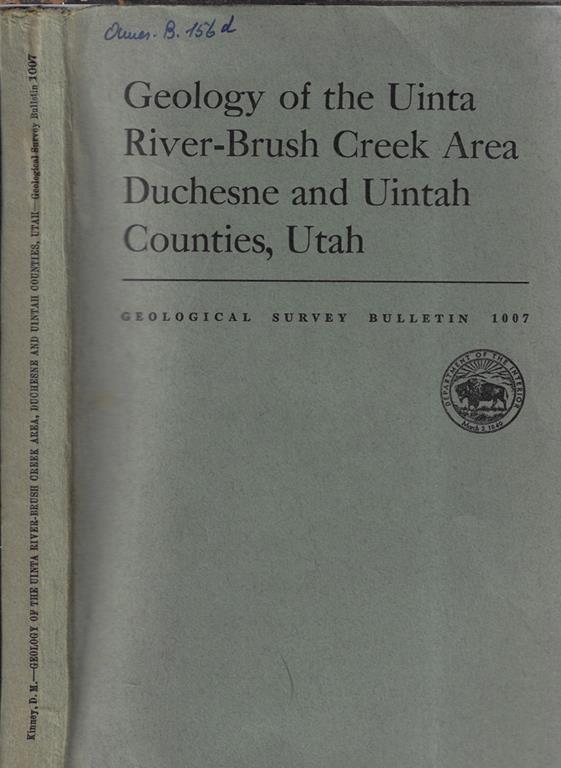 Amer. B. 156 d
Geology of the Uinta
River-Brush Creek Area
Duchesne and Uintah
Counties, Utah
GEOLOGICAL SURVEY BULLETIN 1007
DEPARTMENT OF THE INTERIOR
March 3, 1849
Kinney, D. M.—GEOLOGY OF THE UINTA RIVER-BRUSH CREEK AREA, DUCHESNE AND UINTAH COUNTIES, UTAH—Geological Survey Bulletin 1007